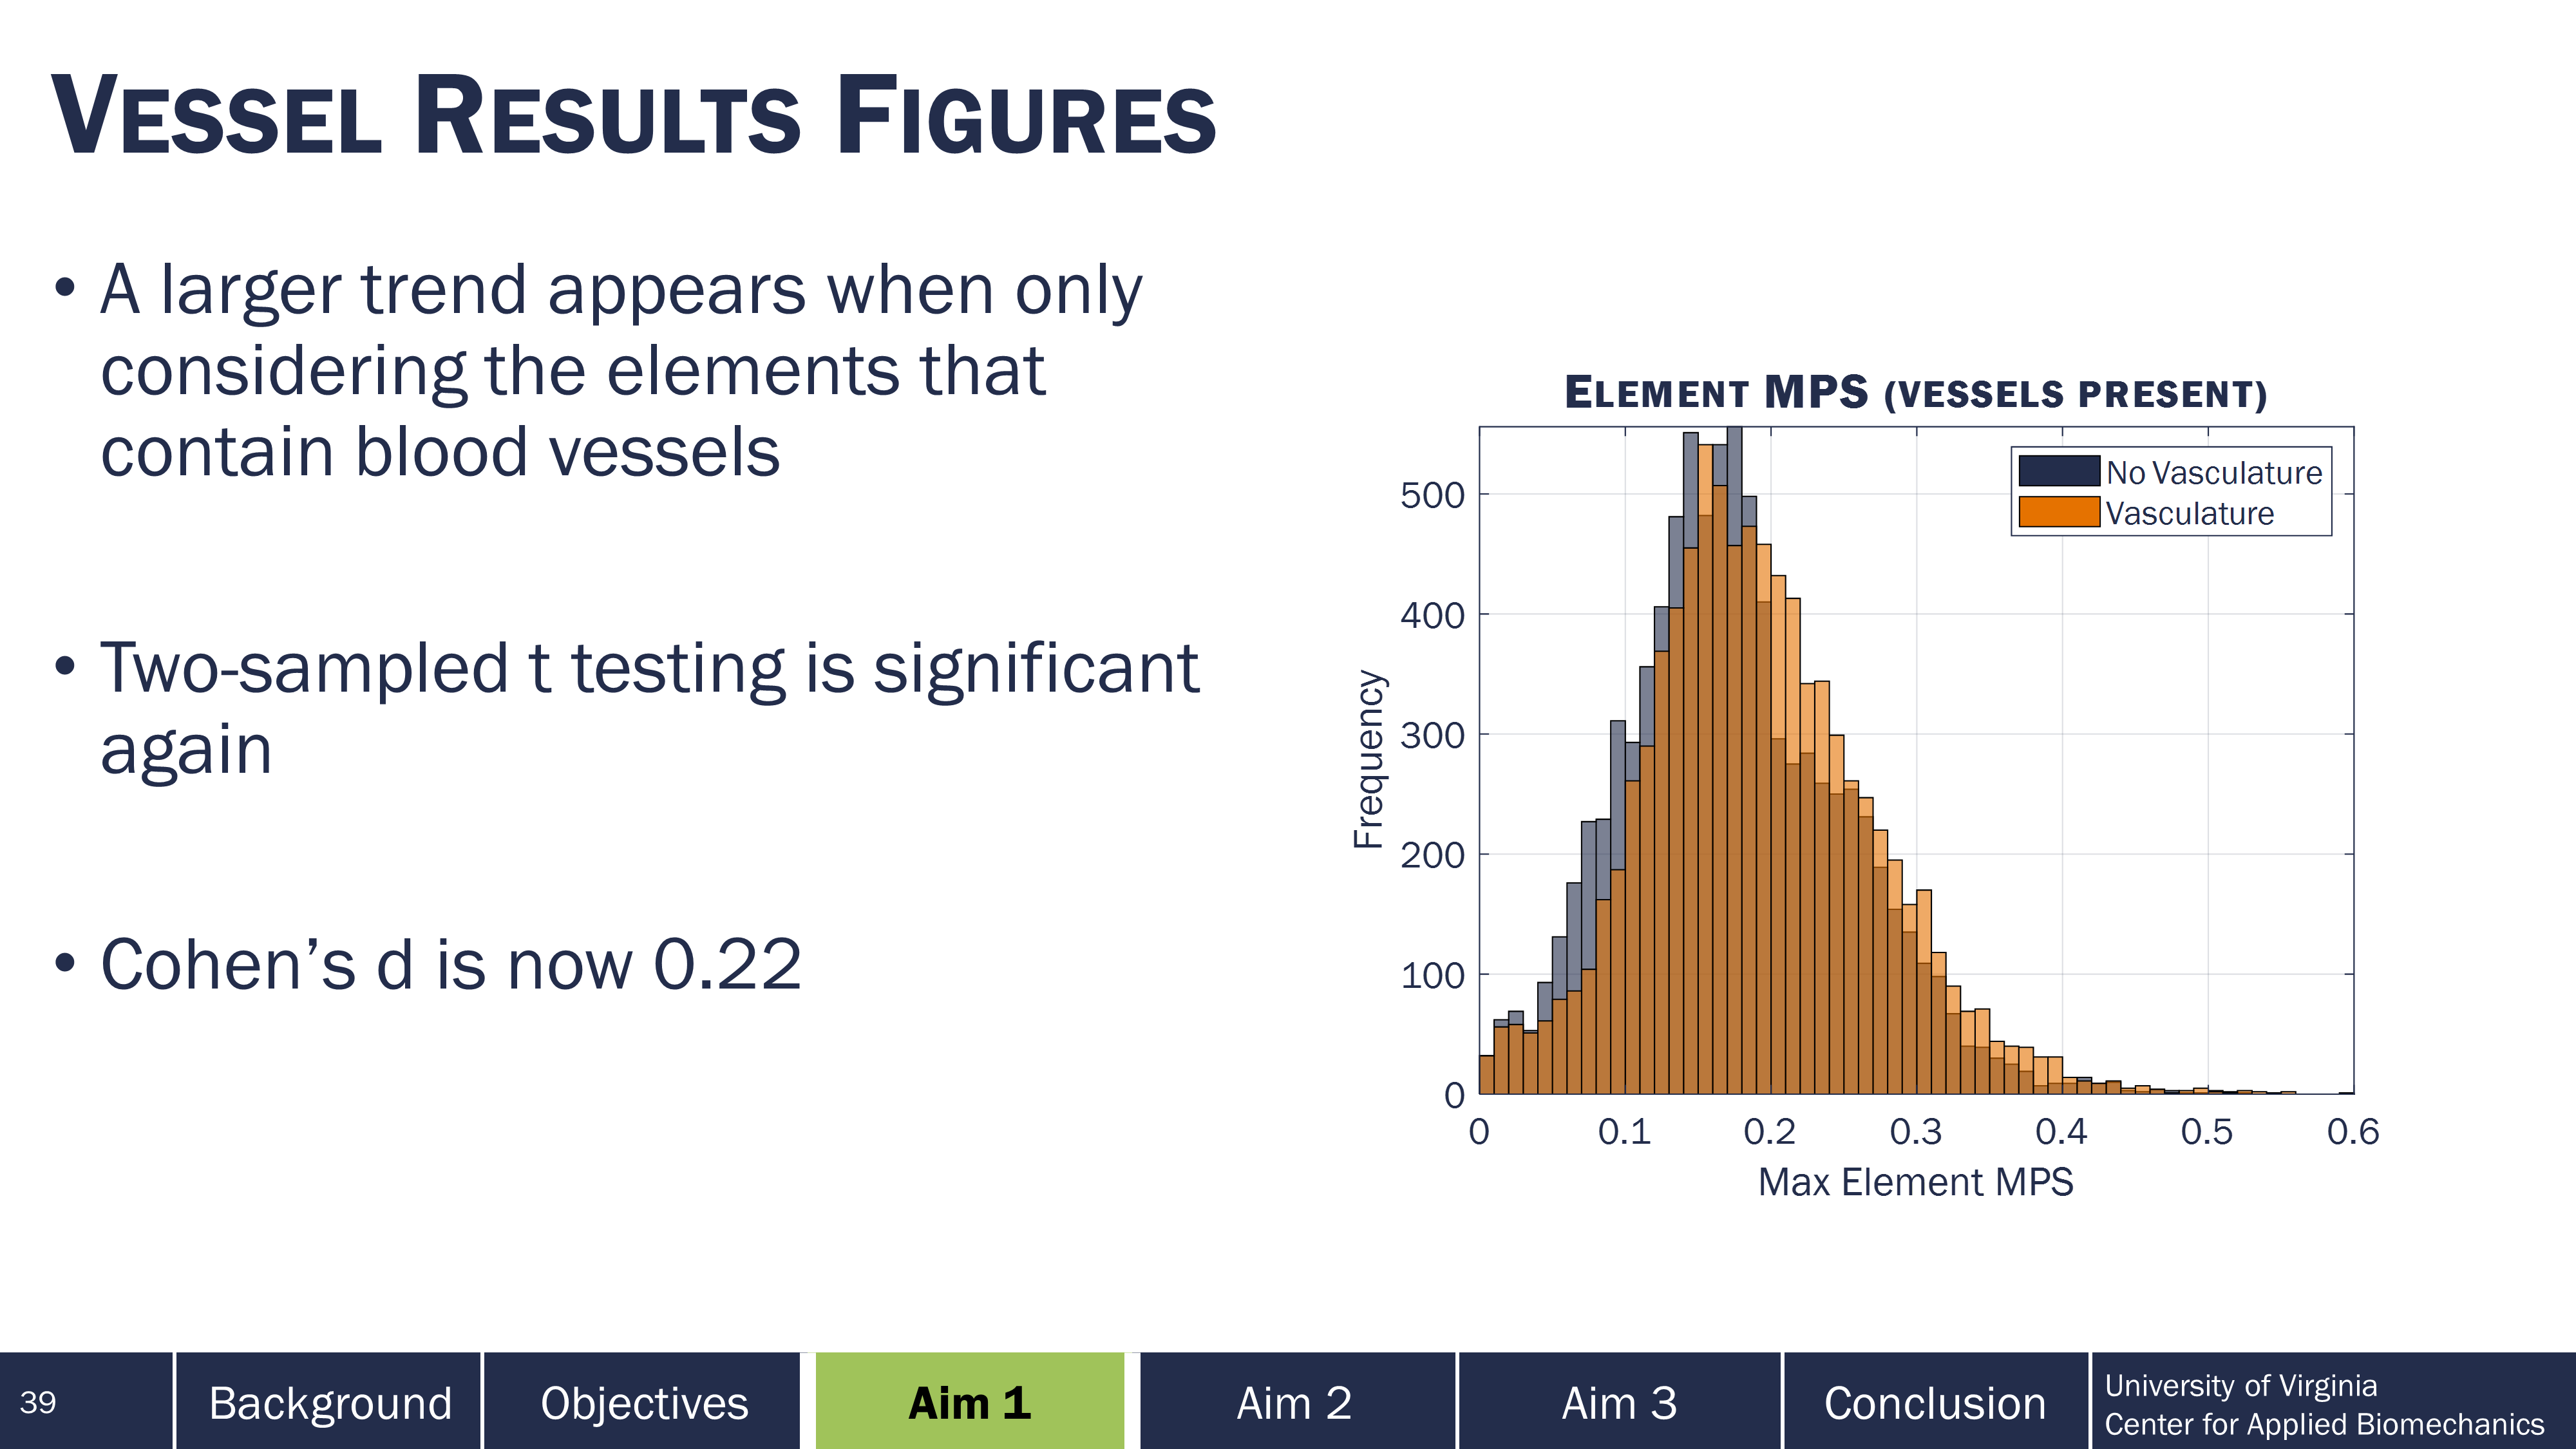 VESSEL RESULTS FIGURES
• A larger trend appears when only
considering the elements that
contain blood vessels
• Two-sampled t testing is significant
again
• Cohen’s d is now 0.22
ELEMENT MPS (VESSELS PRESENT)
No Vasculature
Vasculature
Frequency
500
400
300
200
100
0
0 0.1 0.2 0.3 0.4 0.5 0.6
Max Element MPS
39 Background Objectives Aim 1 Aim 2 Aim 3 Conclusion
University of Virginia
Center for Applied Biomechanics